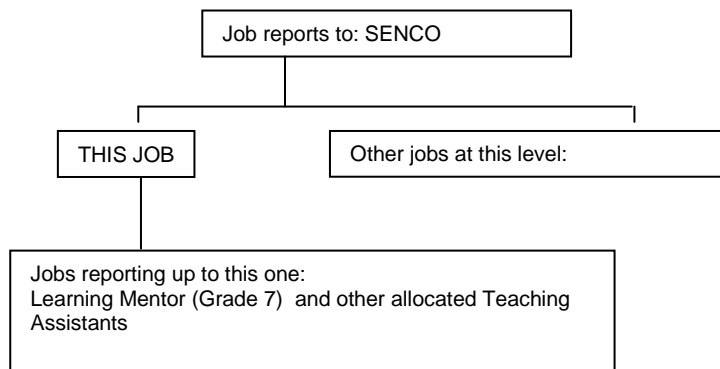 Job reports to: SENCO
THIS JOB
Other jobs at this level:
Jobs reporting up to this one:
Learning Mentor (Grade 7)  and other allocated Teaching
Assistants